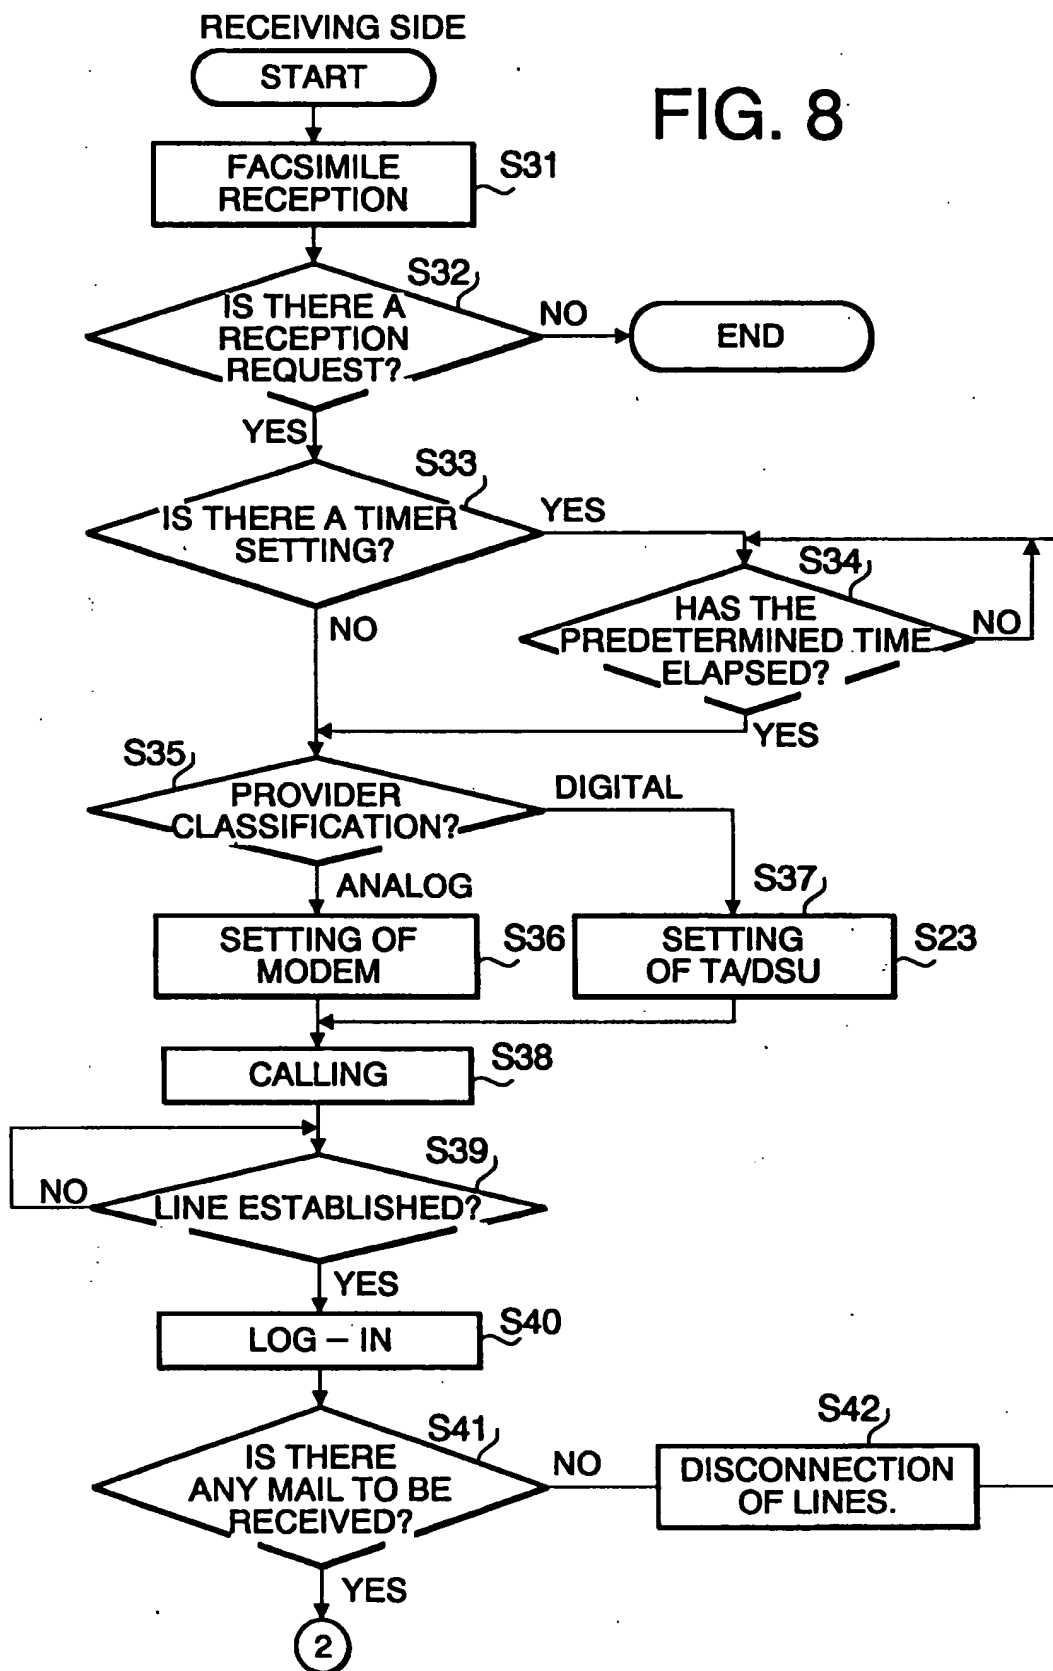 RECEIVING SIDE
START
FIG. 8
FACSIMILE
RECEPTION
S31
S32
IS THERE A
RECEPTION
REQUEST?
NO
END
YES
S33
IS THERE A TIMER
SETTING?
YES
NO
S34
HAS THE
PREDETERMINED TIME
ELAPSED?
NO
YES
S35
PROVIDER
CLASSIFICATION?
DIGITAL
ANALOG
S37
SETTING OF
MODEM
S36
SETTING
OF TA/DSU
S23
CALLING
S38
S39
LINE ESTABLISHED?
NO
YES
LOG – IN
S40
S41
IS THERE
ANY MAIL TO BE
RECEIVED?
NO
S42
DISCONNECTION
OF LINES.
YES
2